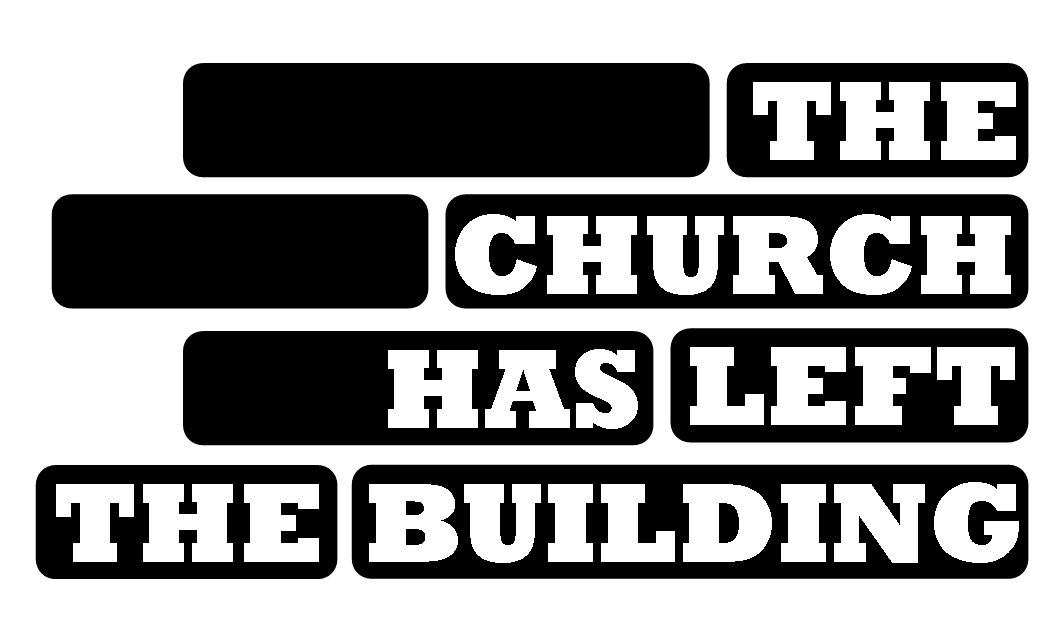 THE
CHURCH
HAS LEFT
THE BUILDING